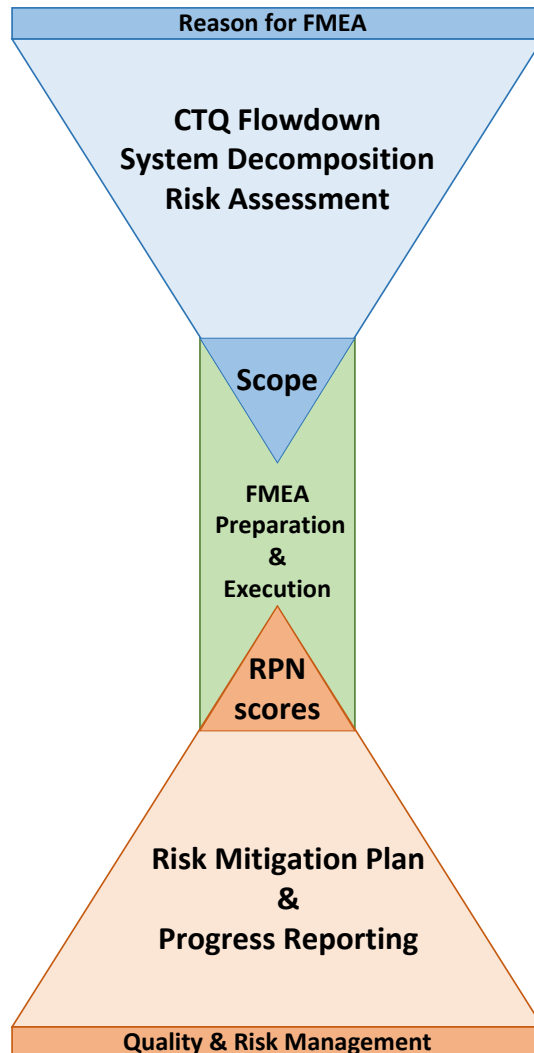 Reason for FMEA
CTQ Flowdown
System Decomposition
Risk Assessment
Scope
FMEA
Preparation
&
Execution
RPN
scores
Risk Mitigation Plan
&
Progress Reporting
Quality & Risk Management